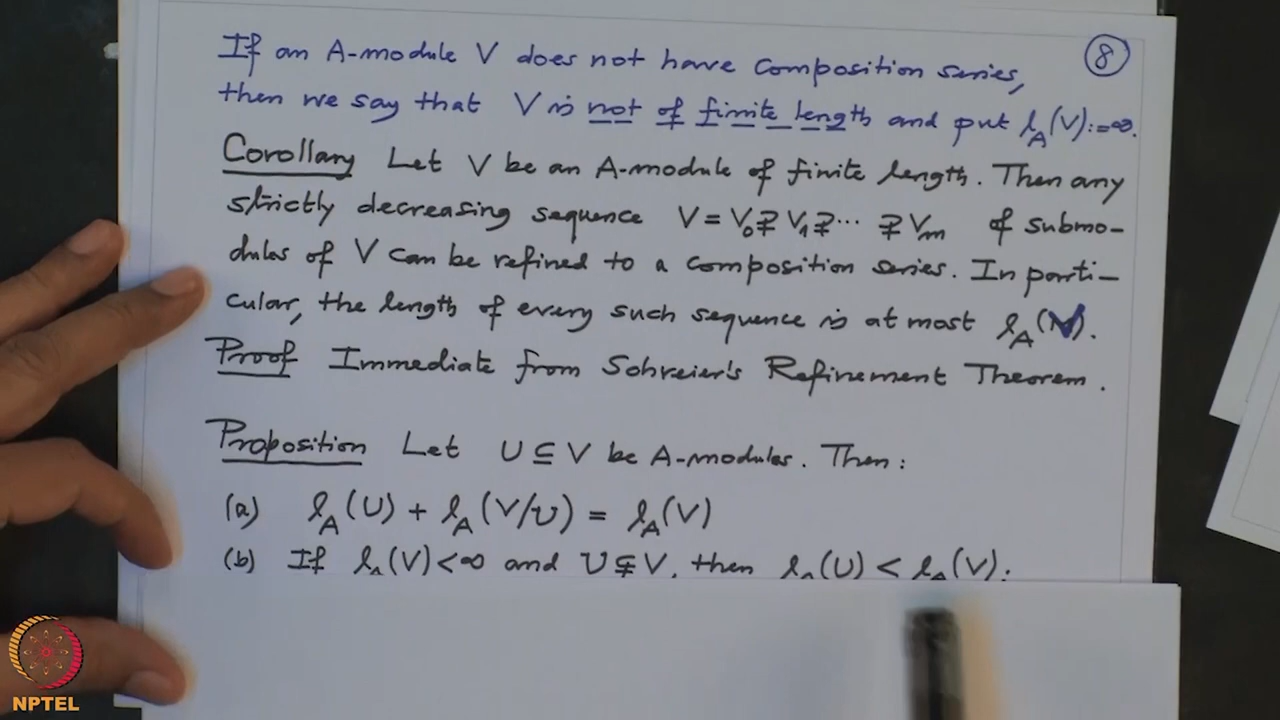 ⑧
If an A-module V does not have composition series,
then we say that V is not of finite length and put ℓ_A(V):=∞.
Corollary Let V be an A-module of finite length. Then any
strictly decreasing sequence V = V₀ ⊋ V₁ ⊋ ⋯ ⊋ Vₘ of submo-
dules of V can be refined to a composition series. In parti-
cular, the length of every such sequence is at most ℓ_A(V).
Proof Immediate from Schreier's Refinement Theorem.
Proposition Let U ⊆ V be A-modules. Then:
(a) ℓ_A(U) + ℓ_A(V/U) = ℓ_A(V)
(b) If ℓ_A(V)<∞ and U ⊊ V, then ℓ_A(U) < ℓ_A(V).
NPTEL